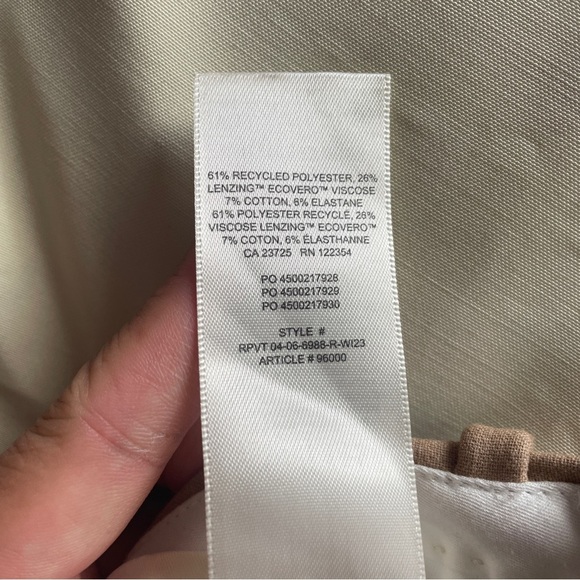 61% RECYCLED POLYESTER, 26%
LENZING™ ECOVERO™ VISCOSE
7% COTTON, 6% ELASTANE
61% POLYESTER RECYCLÉ, 26%
VISCOSE LENZING™ ECOVERO™
7% COTON, 6% ÉLASTHANNE
CA 23725 RN 122354
PO 4500217928
PO 4500217929
PO 4500217930
STYLE #
RPVT 04-06-6988-R-WI23
ARTICLE # 96000